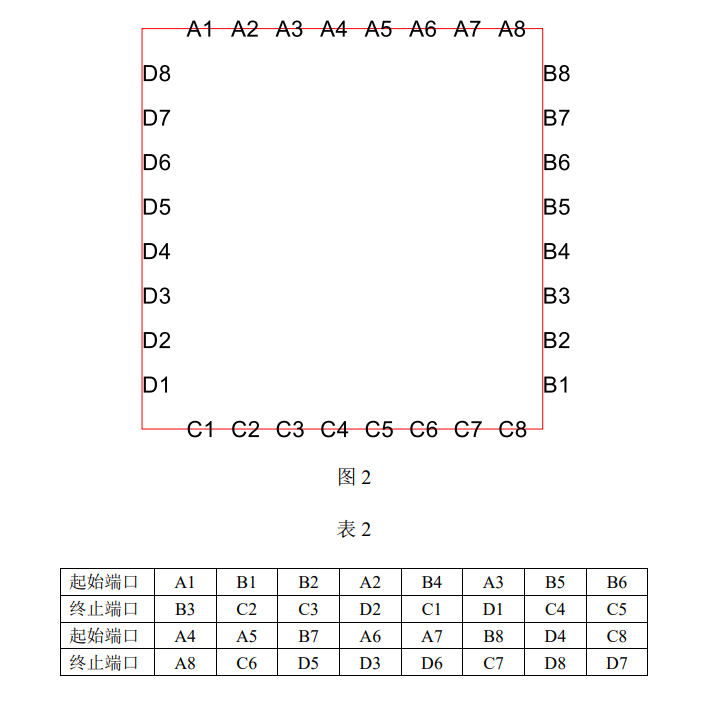 A1 A2 A3 A4 A5 A6 A7 A8
D8 B8
D7 B7
D6 B6
D5 B5
D4 B4
D3 B3
D2 B2
D1 B1
C1 C2 C3 C4 C5 C6 C7 C8
图 2
表 2
起始端口 A1 B1 B2 A2 B4 A3 B5 B6
终止端口 B3 C2 C3 D2 C1 D1 C4 C5
起始端口 A4 A5 B7 A6 A7 B8 D4 C8
终止端口 A8 C6 D5 D3 D6 C7 D8 D7